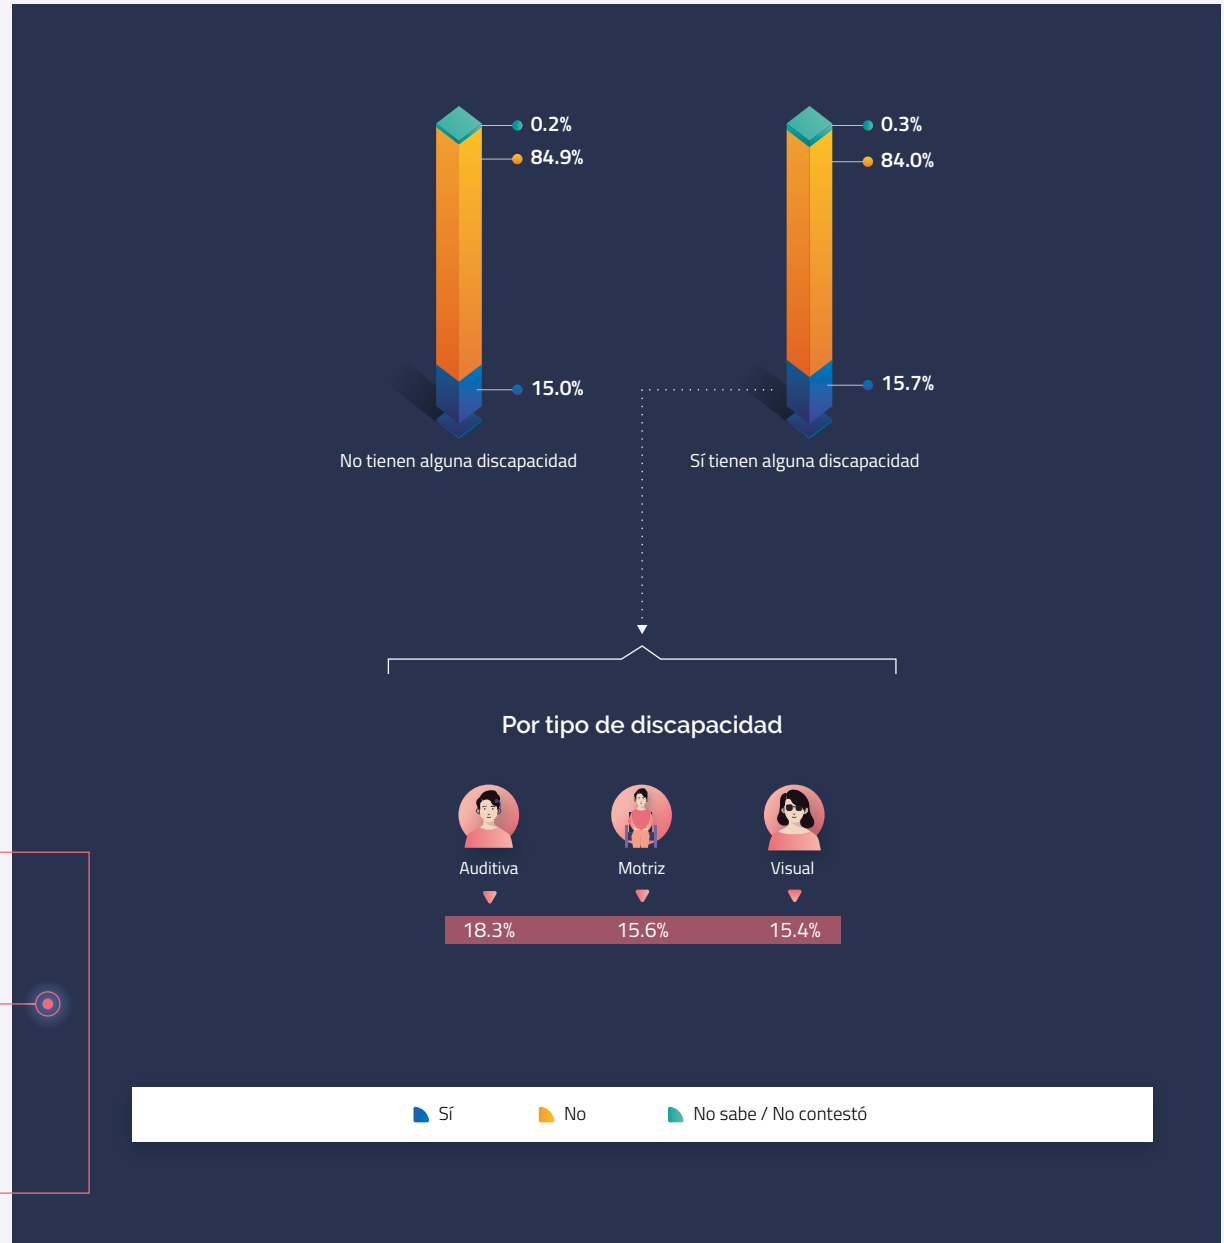 0.2%
84.9%
15.0%
No tienen alguna discapacidad
0.3%
84.0%
15.7%
Sí tienen alguna discapacidad
Por tipo de discapacidad
Auditiva
Motriz
Visual
18.3%
15.6%
15.4%
Sí
No
No sabe / No contestó